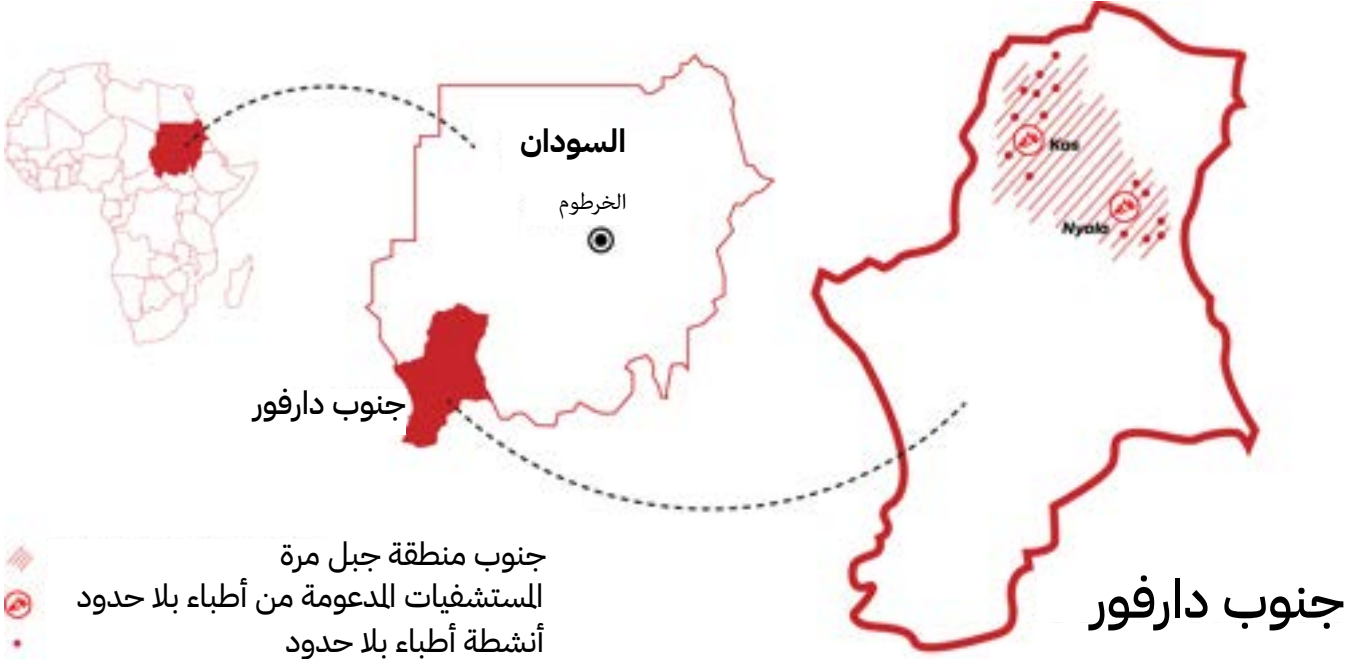 السودان
الخرطوم
جنوب دارفور
Kas
Nyala
جنوب منطقة جبل مرة
المستشفيات المدعومة من أطباء بلا حدود
أنشطة أطباء بلا حدود
جنوب دارفور